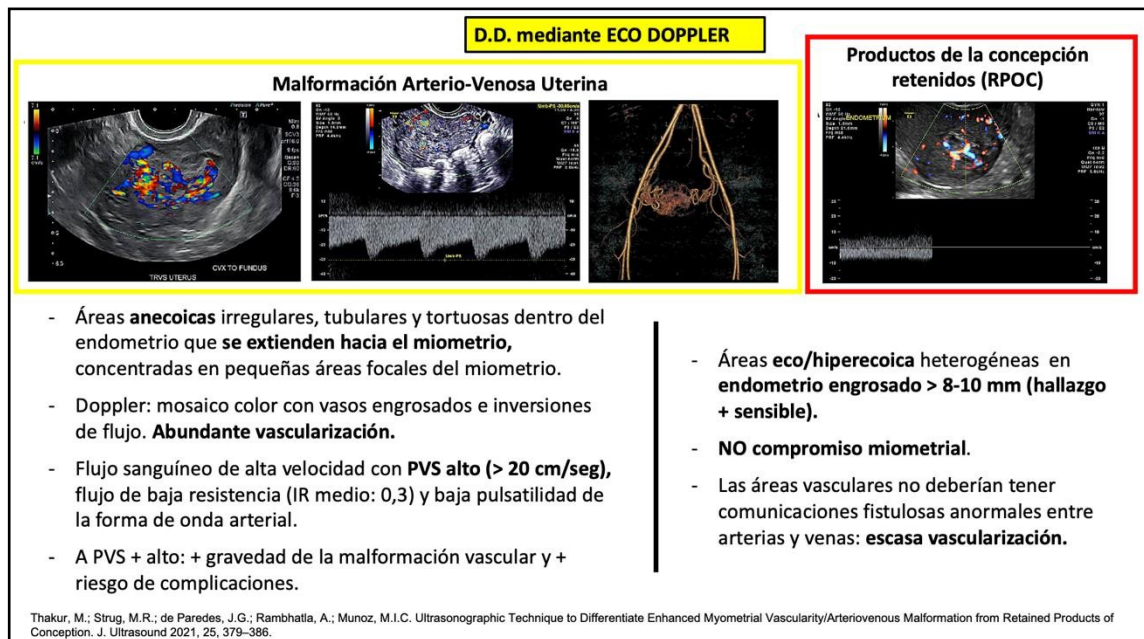 D.D. mediante ECO DOPPLER
Malformación Arterio-Venosa Uterina
TRVS UTERUS
CVX TO FUNDUS
Productos de la concepción
retenidos (RPOC)
ENDOMETRIUM
- Áreas anecoicas irregulares, tubulares y tortuosas dentro del
endometrio que se extienden hacia el miometrio,
concentradas en pequeñas áreas focales del miometrio.
- Doppler: mosaico color con vasos engrosados e inversiones
de flujo. Abundante vascularización.
- Flujo sanguíneo de alta velocidad con PVS alto (> 20 cm/seg),
flujo de baja resistencia (IR medio: 0,3) y baja pulsatilidad de
la forma de onda arterial.
- A PVS + alto: + gravedad de la malformación vascular y +
riesgo de complicaciones.
- Áreas eco/hiperecoica heterogéneas en
endometrio engrosado > 8-10 mm (hallazgo
+ sensible).
- NO compromiso miometrial.
- Las áreas vasculares no deberían tener
comunicaciones fistulosas anormales entre
arterias y venas: escasa vascularización.
Thakur, M.; Strug, M.R.; de Paredes, J.G.; Rambhatla, A.; Munoz, M.I.C. Ultrasonographic Technique to Differentiate Enhanced Myometrial Vascularity/Arteriovenous Malformation from Retained Products of
Conception. J. Ultrasound 2021, 25, 379–386.